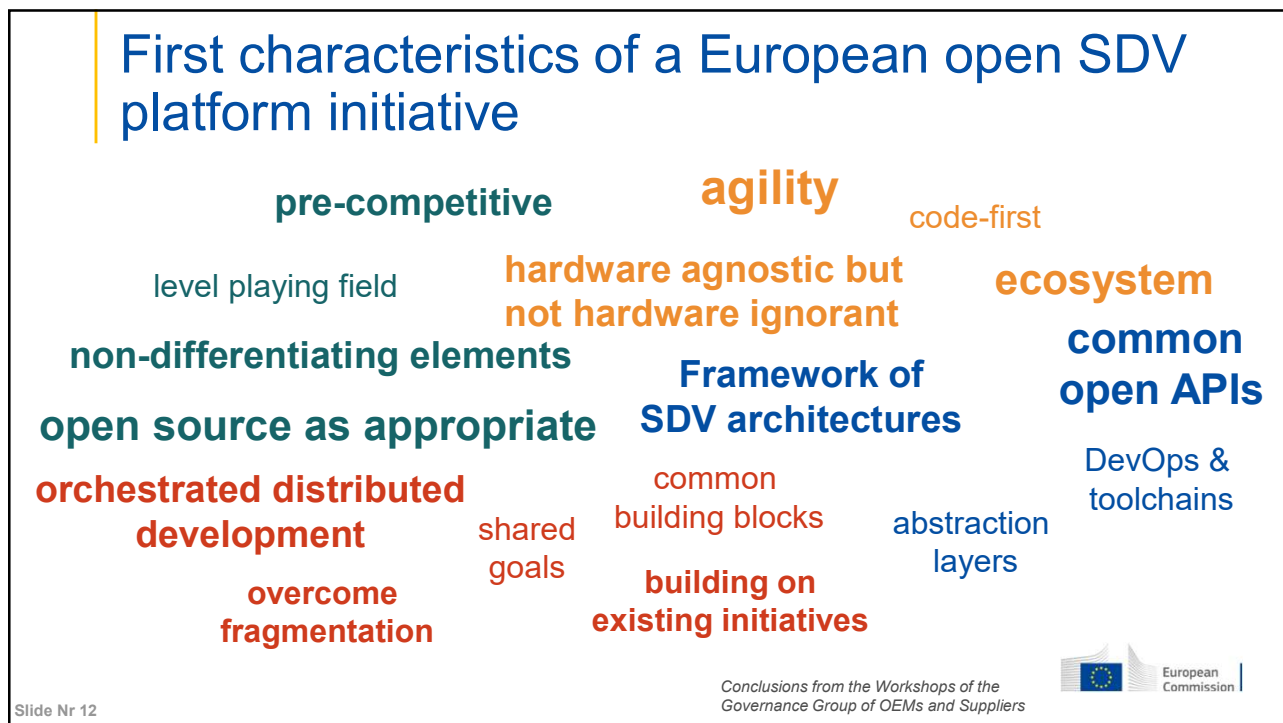 First characteristics of a European open SDV
platform initiative
pre-competitive
agility
code-first
level playing field
hardware agnostic but
not hardware ignorant
ecosystem
non-differentiating elements
Framework of
SDV architectures
common
open APIs
open source as appropriate
DevOps &
toolchains
orchestrated distributed
development
shared
goals
common
building blocks
abstraction
layers
overcome
fragmentation
building on
existing initiatives
Conclusions from the Workshops of the
Governance Group of OEMs and Suppliers
European
Commission
Slide Nr 12